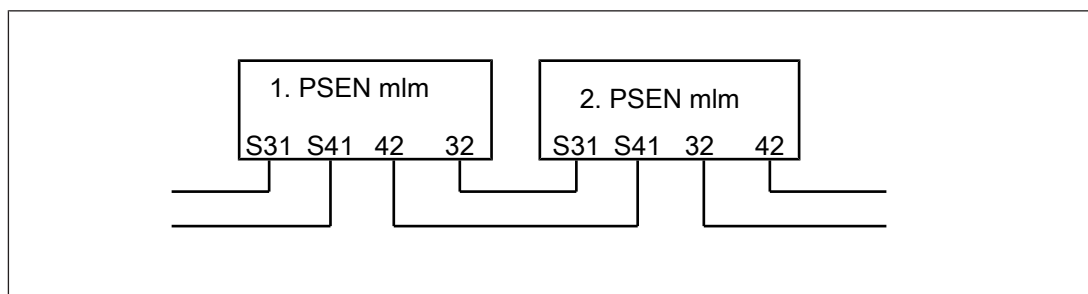 1. PSEN mlm
S31 S41 42 32
2. PSEN mlm
S31 S41 32 42